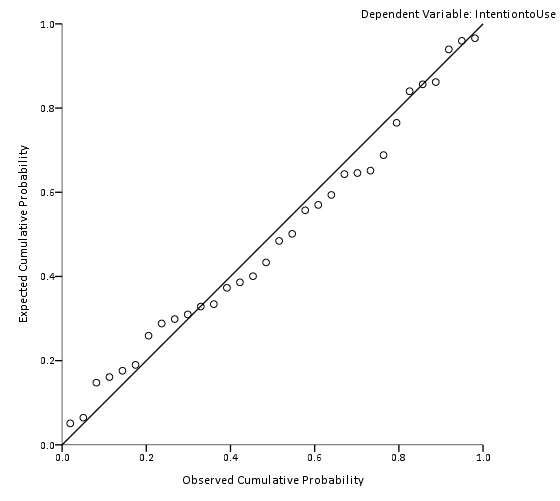 Dependent Variable: IntentiontoUse
1.0
0.8
0.6
0.4
0.2
0.0
Expected Cumulative Probability
0.0 0.2 0.4 0.6 0.8 1.0
Observed Cumulative Probability